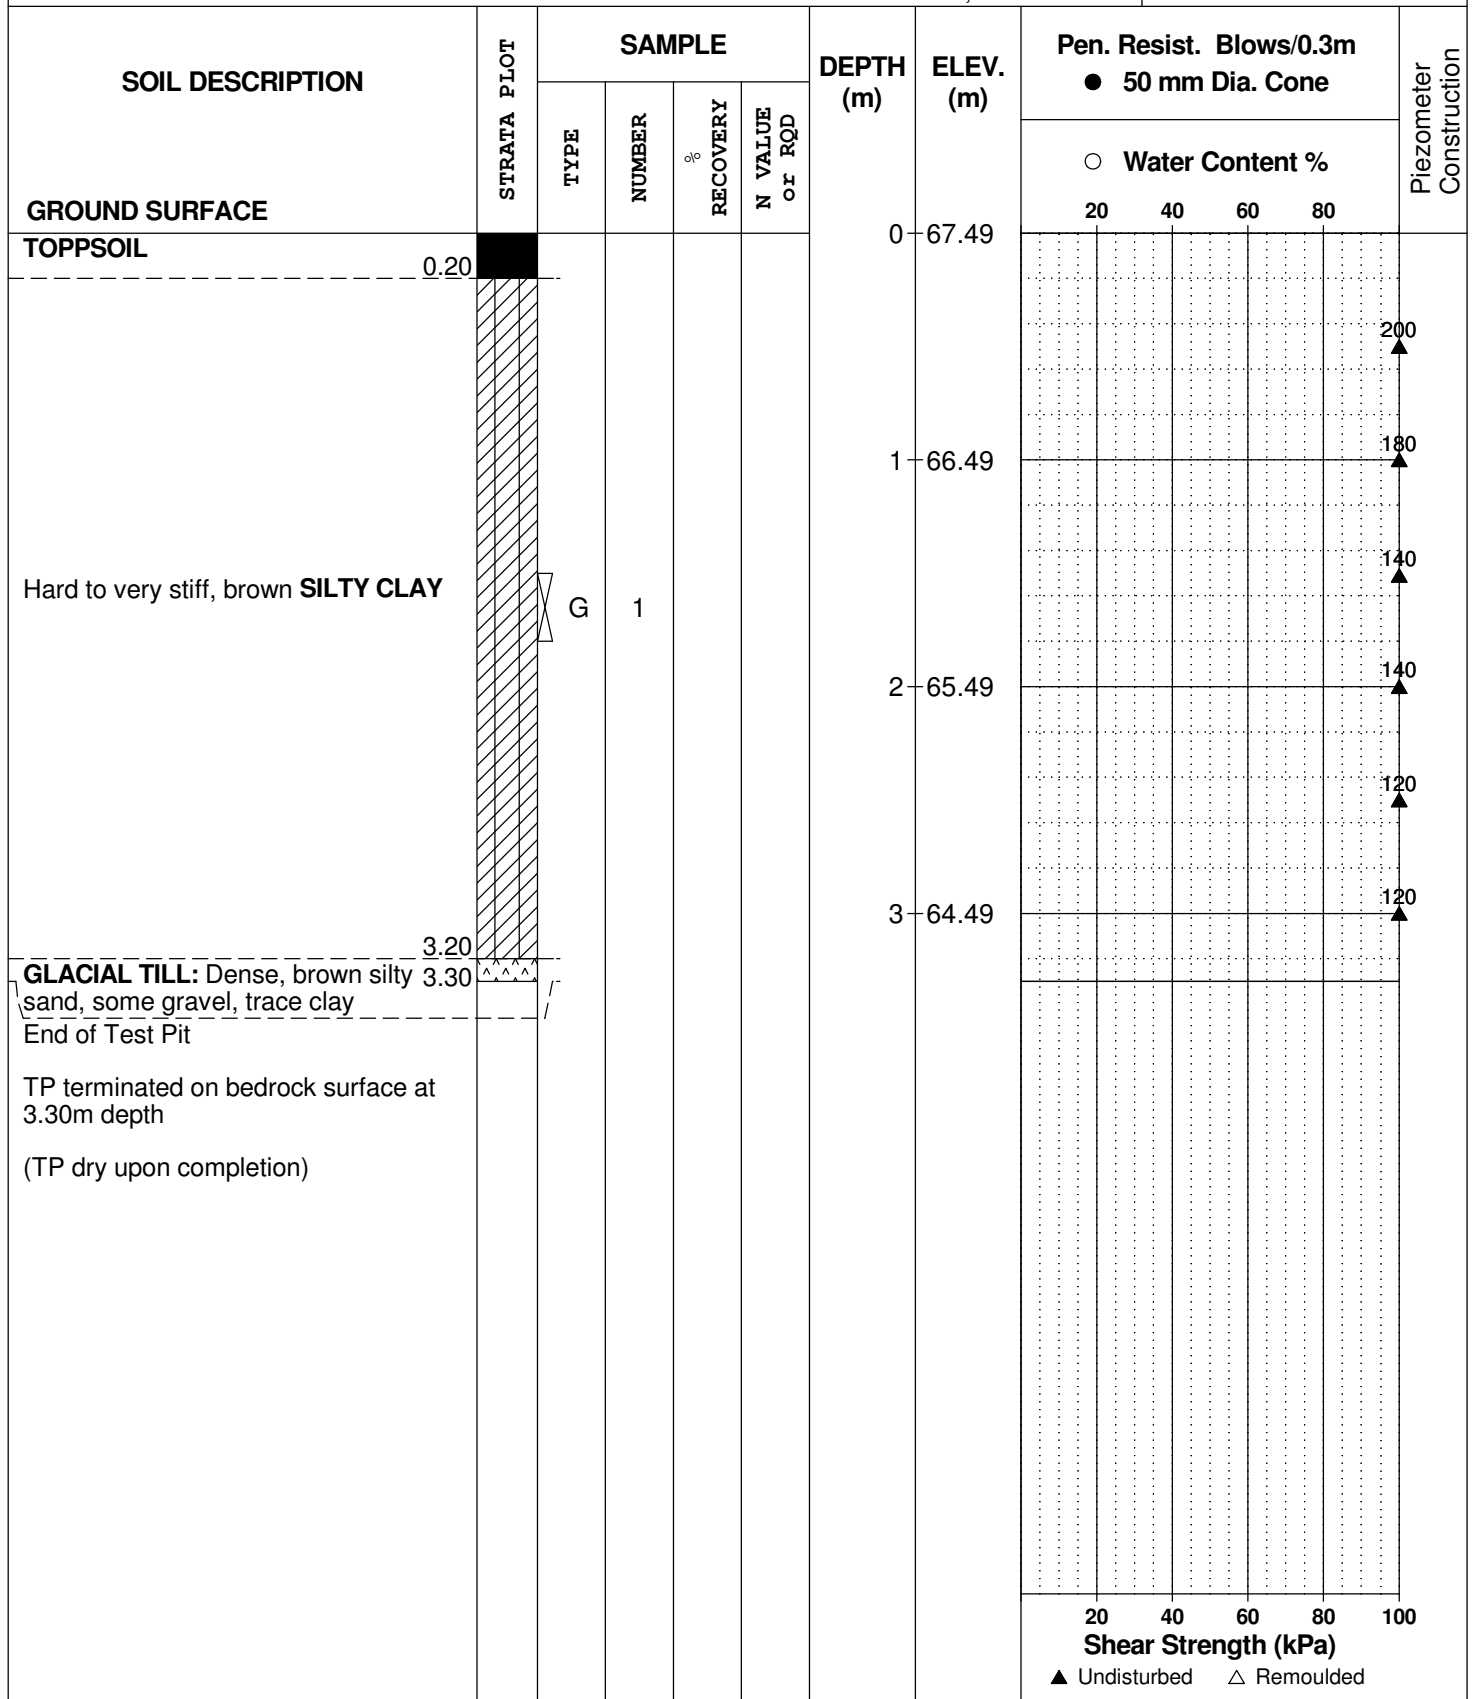 SOIL DESCRIPTION
GROUND SURFACE
STRATA PLOT
SAMPLE
TYPE
NUMBER
%
RECOVERY
N VALUE
or RQD
DEPTH
(m)
ELEV.
(m)
Pen. Resist. Blows/0.3m
● 50 mm Dia. Cone
○ Water Content %
20 40 60 80
Piezometer
Construction
TOPPSOIL
0.20
0 67.49
200
1 66.49
180
140
Hard to very stiff, brown SILTY CLAY
G 1
2 65.49
140
120
3 64.49
120
3.20
GLACIAL TILL: Dense, brown silty 3.30
sand, some gravel, trace clay
End of Test Pit
TP terminated on bedrock surface at
3.30m depth
(TP dry upon completion)
20 40 60 80 100
Shear Strength (kPa)
▲ Undisturbed △ Remoulded